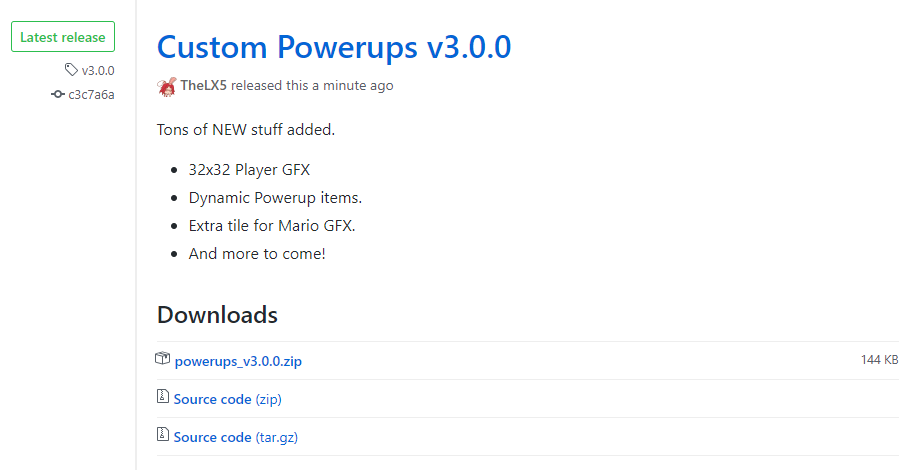 Latest release
v3.0.0
c3c7a6a
Custom Powerups v3.0.0
TheLX5 released this a minute ago
Tons of NEW stuff added.
32x32 Player GFX
Dynamic Powerup items.
Extra tile for Mario GFX.
And more to come!
Downloads
powerups_v3.0.0.zip 144 KB
Source code (zip)
Source code (tar.gz)